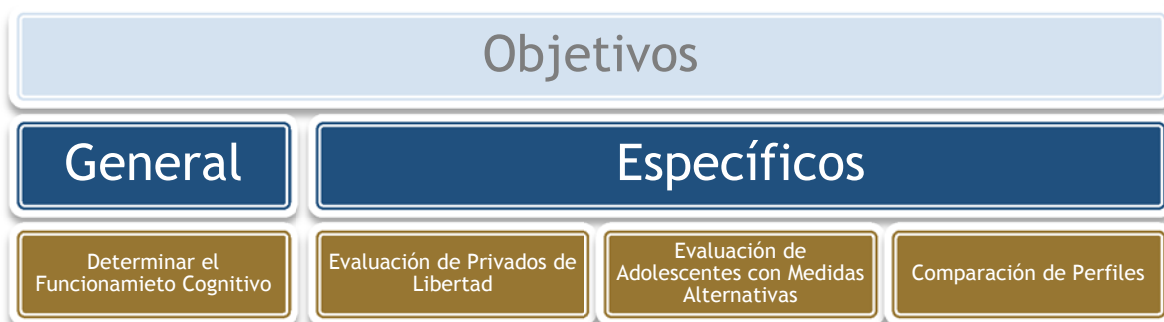 Objetivos
General
Específicos
Determinar el
Funcionamieto Cognitivo
Evaluación de Privados de
Libertad
Evaluación de
Adolescentes con Medidas
Alternativas
Comparación de Perfiles